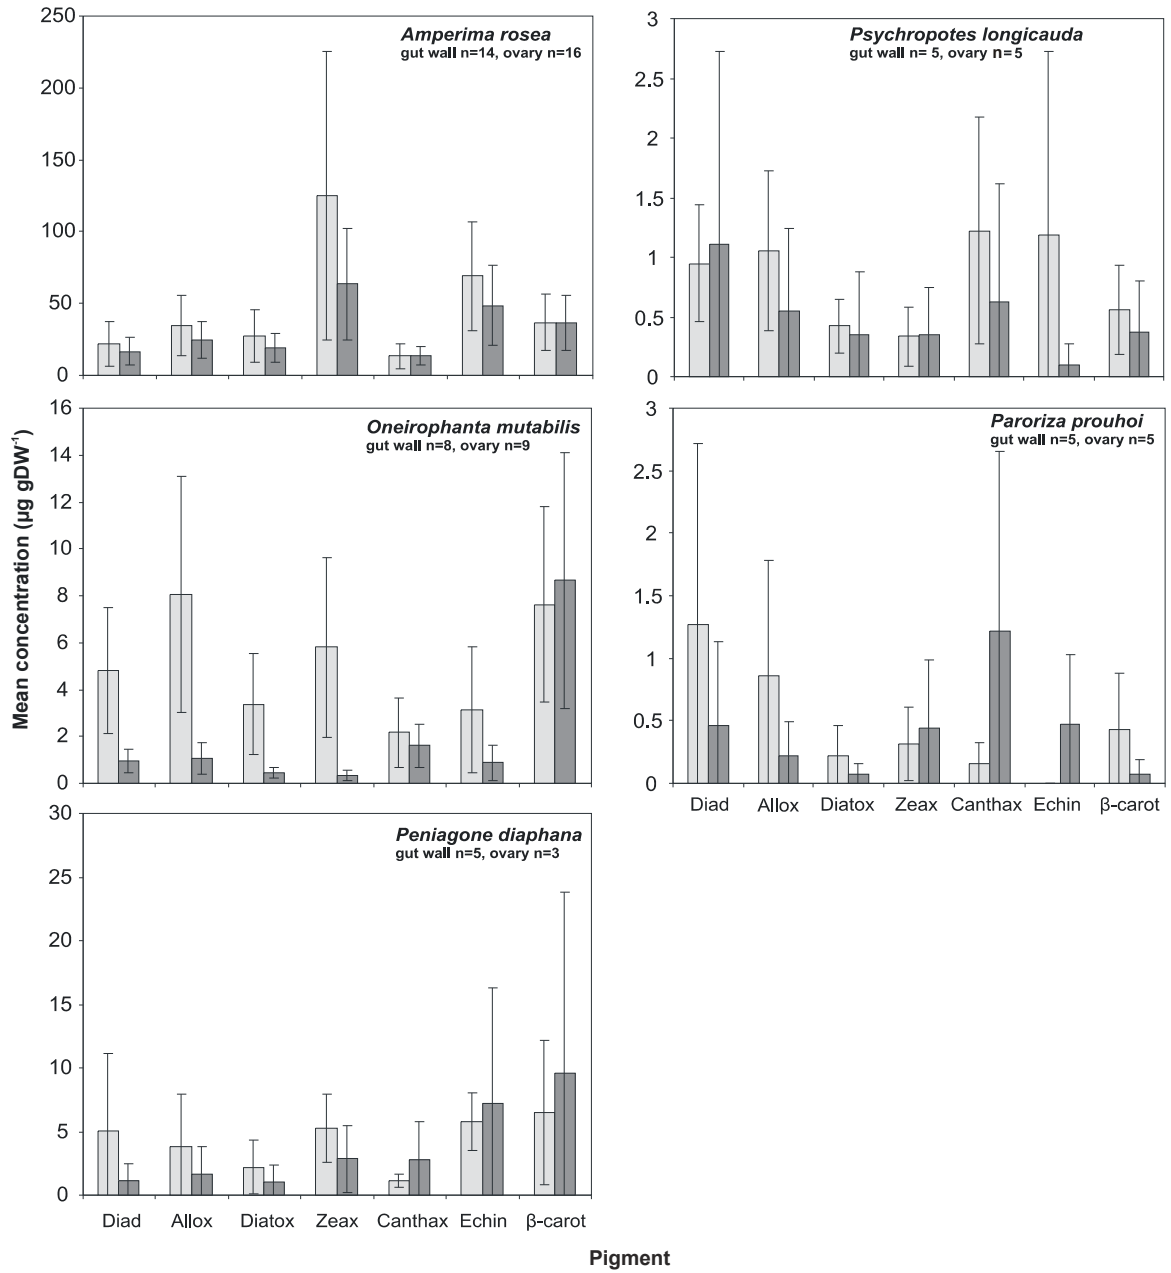 Mean concentration (µg gDW⁻¹)
250
200
150
100
50
0
Amperima rosea
gut wall n=14, ovary n=16
3
2.5
2
1.5
1
0.5
0
Psychropotes longicauda
gut wall n= 5, ovary n=5
16
14
12
10
8
6
4
2
0
Oneirophanta mutabilis
gut wall n=8, ovary n=9
3
2.5
2
1.5
1
0.5
0
Paroriza prouhoi
gut wall n=5, ovary n=5
Diad Allox Diatox Zeax Canthax Echin β-carot
30
25
20
15
10
5
0
Peniagone diaphana
gut wall n=5, ovary n=3
Diad Allox Diatox Zeax Canthax Echin β-carot
Pigment